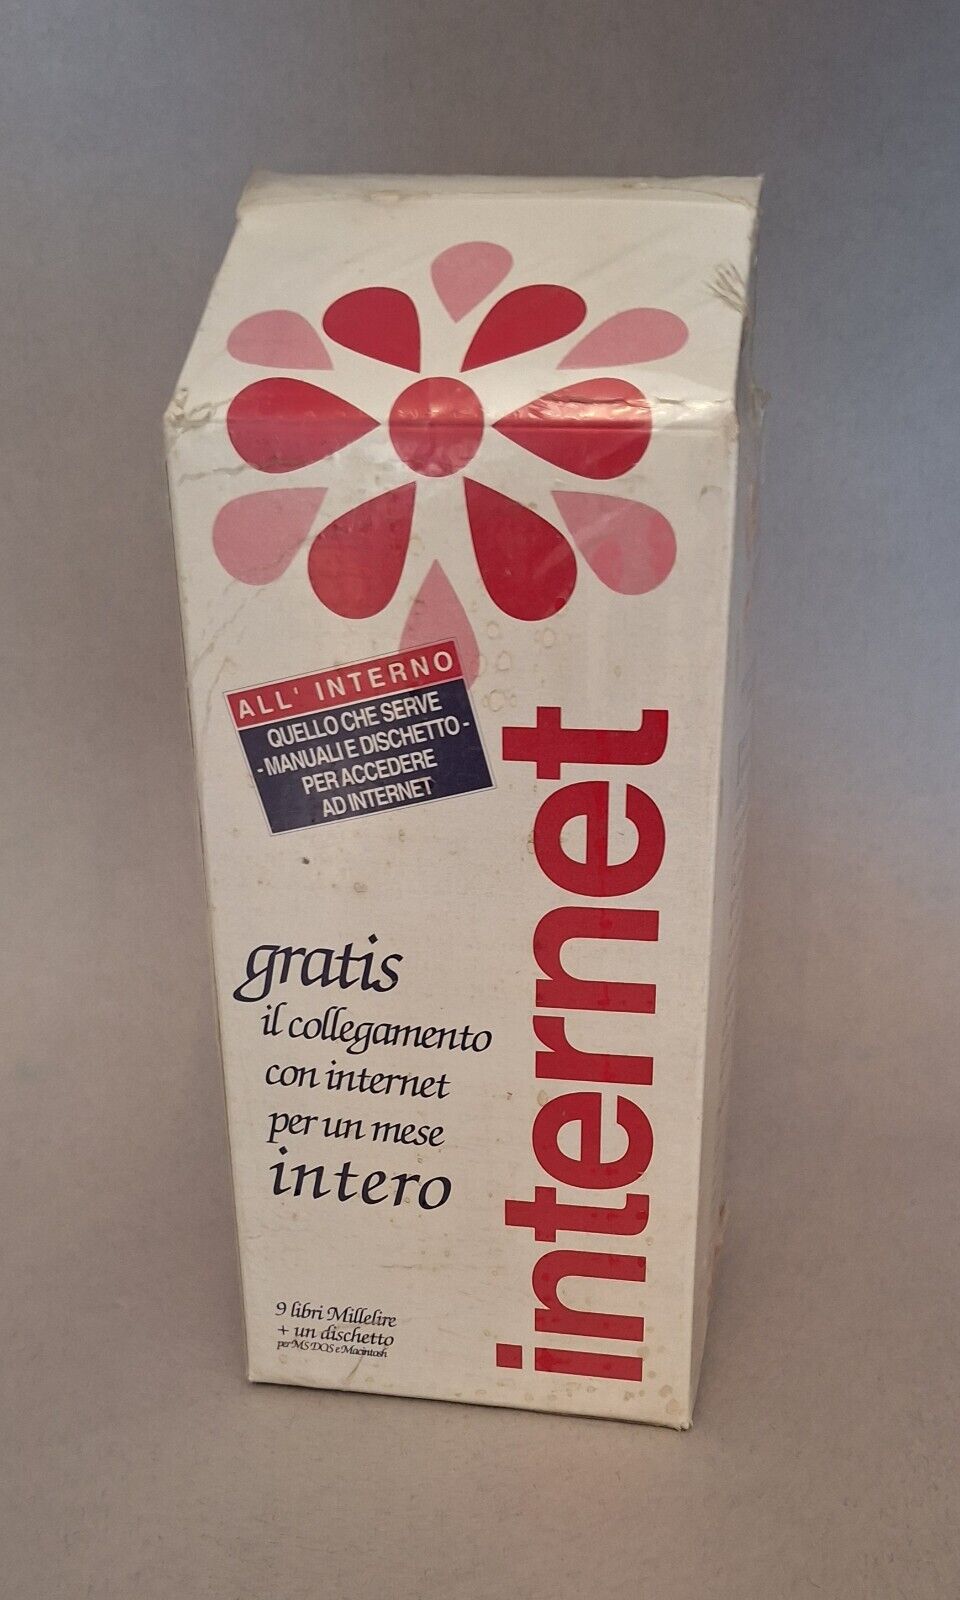 ALL' INTERNO
QUELLO CHE SERVE
- MANUALI E DISCHETTO -
PER ACCEDERE
AD INTERNET
internet
gratis
il collegamento
con internet
per un mese
intero
9 libri Millelire
+ un dischetto
per MS DOS e Macintosh